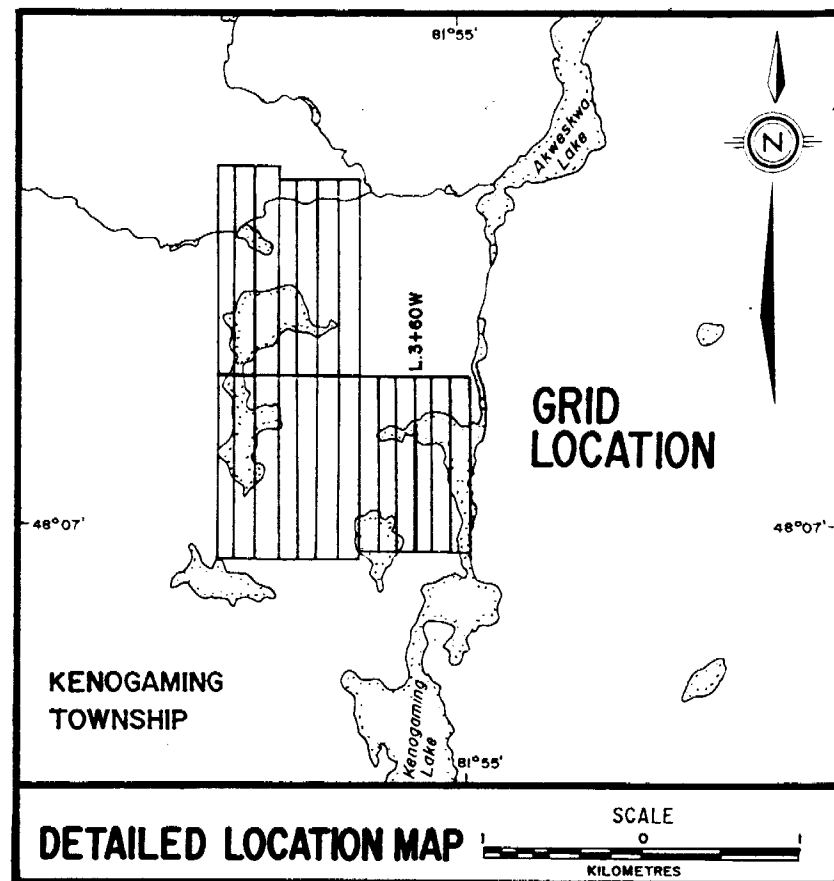 81°55'
Akweskwa
Lake
N
L.3+60W
GRID
LOCATION
48°07'
48°07'
KENOGAMING
TOWNSHIP
Kenogaming
Lake
81°55'
DETAILED LOCATION MAP
SCALE
1 0 1
KILOMETRES